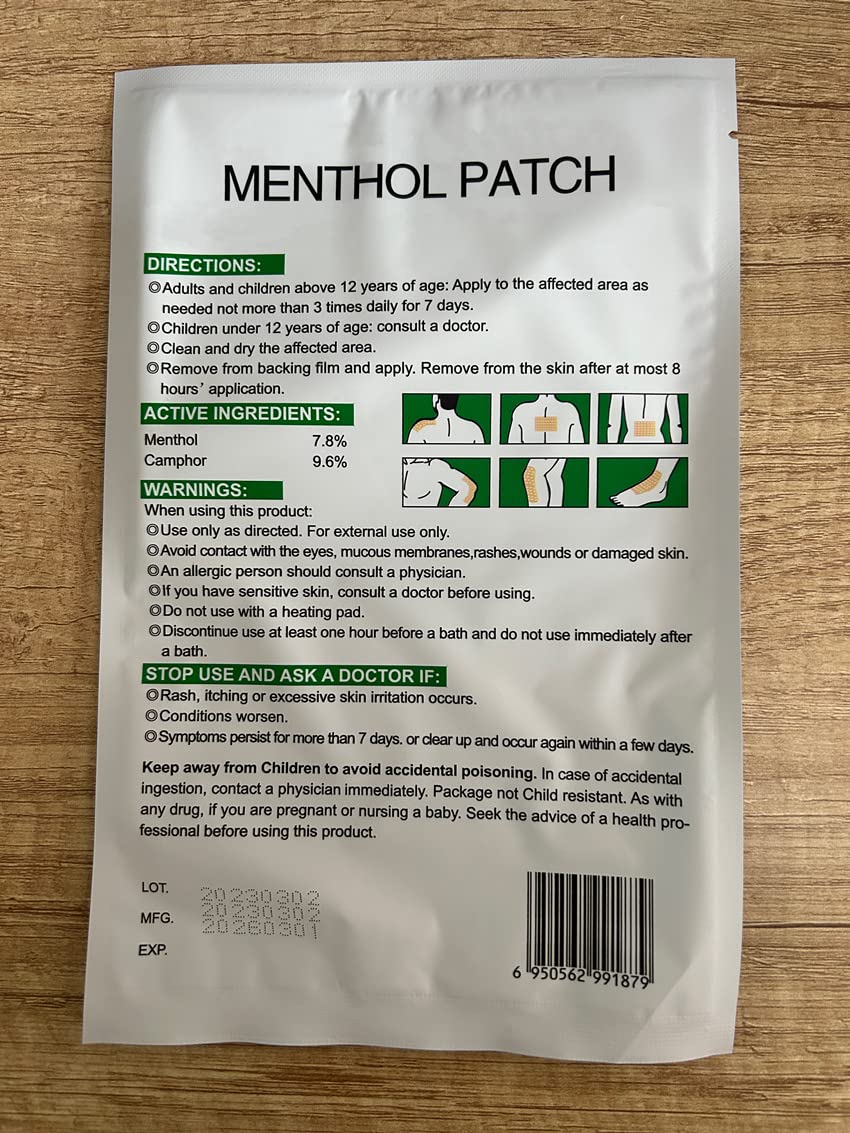 MENTHOL PATCH
DIRECTIONS:
◎Adults and children above 12 years of age: Apply to the affected area as
needed not more than 3 times daily for 7 days.
◎Children under 12 years of age: consult a doctor.
◎Clean and dry the affected area.
◎Remove from backing film and apply. Remove from the skin after at most 8
hours’ application.
ACTIVE INGREDIENTS:
Menthol 7.8%
Camphor 9.6%
WARNINGS:
When using this product:
◎Use only as directed. For external use only.
◎Avoid contact with the eyes, mucous membranes,rashes,wounds or damaged skin.
◎An allergic person should consult a physician.
◎If you have sensitive skin, consult a doctor before using.
◎Do not use with a heating pad.
◎Discontinue use at least one hour before a bath and do not use immediately after
a bath.
STOP USE AND ASK A DOCTOR IF:
◎Rash, itching or excessive skin irritation occurs.
◎Conditions worsen.
◎Symptoms persist for more than 7 days. or clear up and occur again within a few days.
Keep away from Children to avoid accidental poisoning. In case of accidental
ingestion, contact a physician immediately. Package not Child resistant. As with
any drug, if you are pregnant or nursing a baby. Seek the advice of a health pro-
fessional before using this product.
LOT. 20230302
MFG. 20230302
EXP. 20260301
6 950562 991879